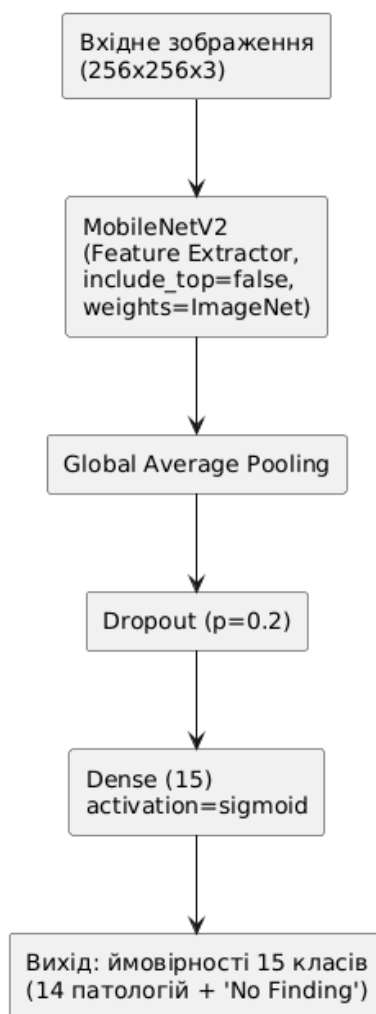 Вхідне зображення
(256x256x3)
MobileNetV2
(Feature Extractor,
include_top=false,
weights=ImageNet)
Global Average Pooling
Dropout (p=0.2)
Dense (15)
activation=sigmoid
Вихід: ймовірності 15 класів
(14 патологій + 'No Finding')